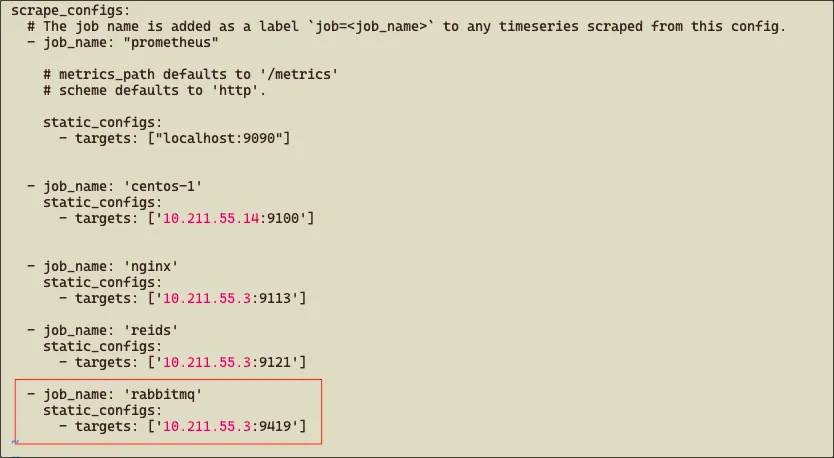 scrape_configs:
  # The job name is added as a label `job=<job_name>` to any timeseries scraped from this config.
  - job_name: "prometheus"
    # metrics_path defaults to '/metrics'
    # scheme defaults to 'http'.
    static_configs:
      - targets: ["localhost:9090"]
  - job_name: 'centos-1'
    static_configs:
      - targets: ['10.211.55.14:9100']
  - job_name: 'nginx'
    static_configs:
      - targets: ['10.211.55.3:9113']
  - job_name: 'reids'
    static_configs:
      - targets: ['10.211.55.3:9121']
  - job_name: 'rabbitmq'
    static_configs:
      - targets: ['10.211.55.3:9419']
~